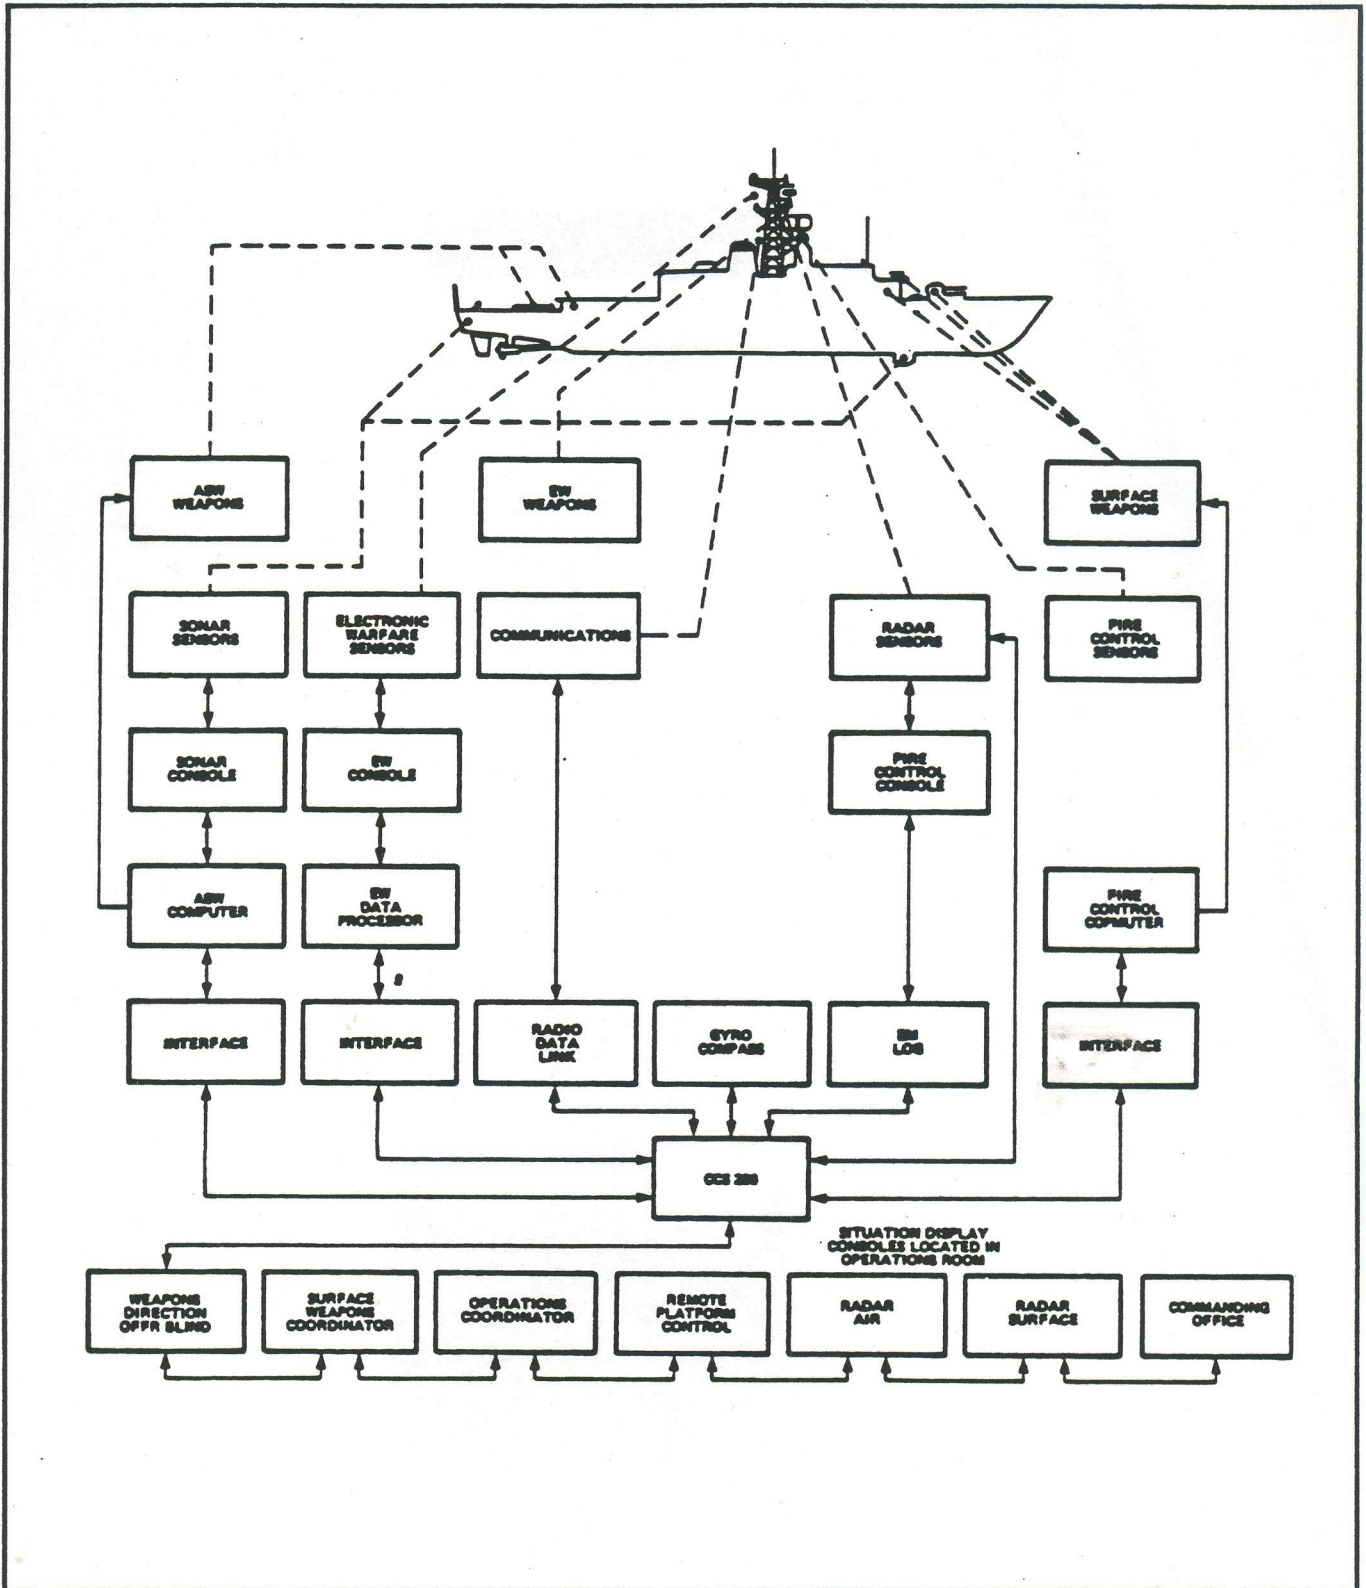 ASW
WEAPONS
EW
WEAPONS
SURFACE
WEAPONS
SONAR
SENSORS
ELECTRONIC
WARFARE
SENSORS
COMMUNICATIONS
RADAR
SENSORS
FIRE
CONTROL
SENSORS
SONAR
CONSOLE
EW
CONSOLE
FIRE
CONTROL
CONSOLE
ASW
COMPUTER
EW
DATA
PROCESSOR
FIRE
CONTROL
COPMUTER
INTERFACE
INTERFACE
RADIO
DATA
LINK
GYRO
COMPASS
EM
LOG
INTERFACE
CCS
SITUATION DISPLAY
CONSOLES LOCATED IN
OPERATIONS ROOM
WEAPONS
DIRECTION
OFFR BLIND
SURFACE
WEAPONS
COORDINATOR
OPERATIONS
COORDINATOR
REMOTE
PLATFORM
CONTROL
RADAR
AIR
RADAR
SURFACE
COMMANDING
OFFICE